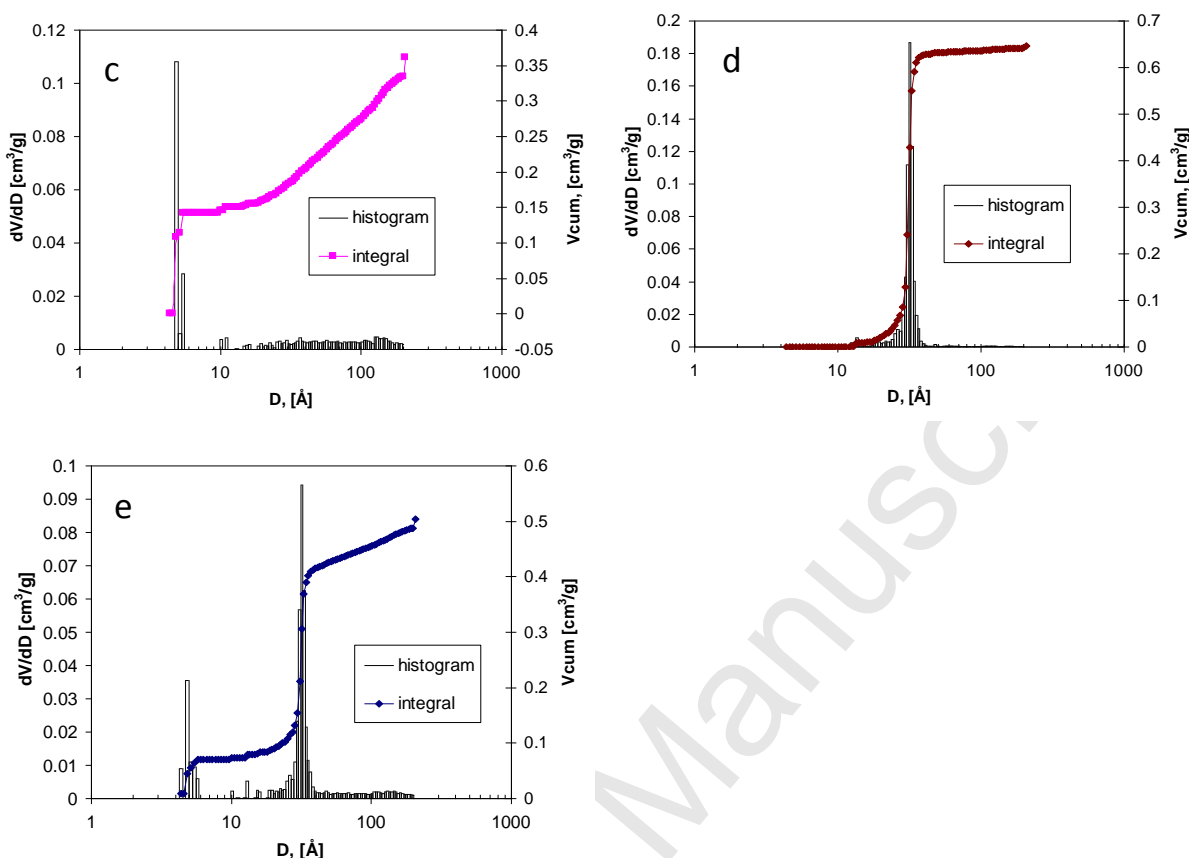 c
dV/dD [cm3/g]
0.12
0.1
0.08
0.06
0.04
0.02
0
0.4
0.35
0.3
0.25
0.2
0.15
0.1
0.05
0
-0.05
Vcum, [cm3/g]
histogram
integral
1 10 100 1000
D, [Å]
d
dV/dD [cm3/g]
0.2
0.18
0.16
0.14
0.12
0.1
0.08
0.06
0.04
0.02
0
0.7
0.6
0.5
0.4
0.3
0.2
0.1
0
Vcum, [cm3/g]
histogram
integral
1 10 100 1000
D, [Å]
e
dV/dD [cm3/g]
0.1
0.09
0.08
0.07
0.06
0.05
0.04
0.03
0.02
0.01
0
0.6
0.5
0.4
0.3
0.2
0.1
0
Vcum [cm3/g]
histogram
integral
1 10 100 1000
D, [Å]